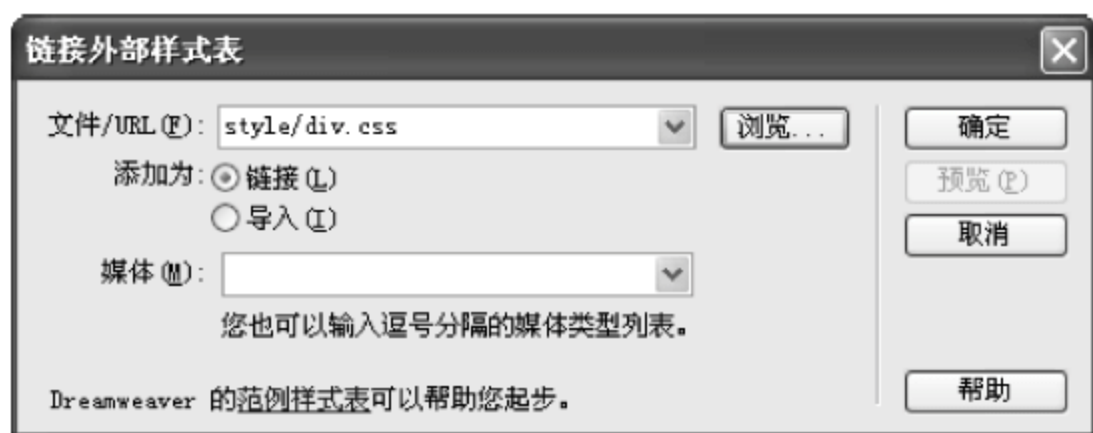 链接外部样式表
文件/URL(F): style/div.css 浏览... 确定
添加为: 链接(L) 预览(P)
导入(I) 取消
媒体(M):
您也可以输入逗号分隔的媒体类型列表。
Dreamweaver 的范例样式表可以帮助您起步。 帮助